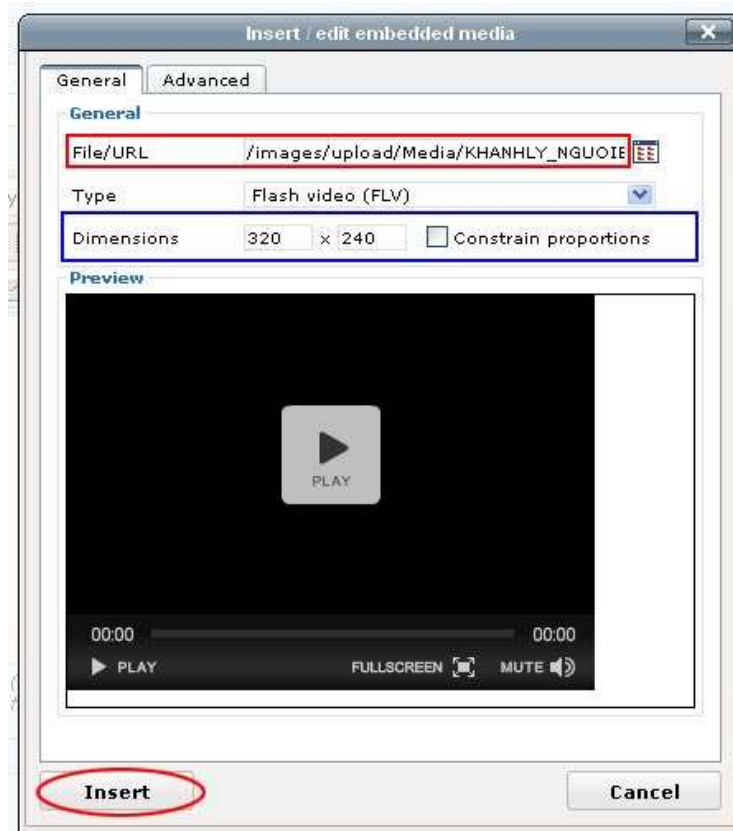 Insert / edit embedded media
General Advanced
General
File/URL /images/upload/Media/KHANHLY_NGUOIE
Type Flash video (FLV)
Dimensions 320 x 240 Constrain proportions
Preview
PLAY
00:00 00:00
PLAY FULLSCREEN MUTE
Insert Cancel